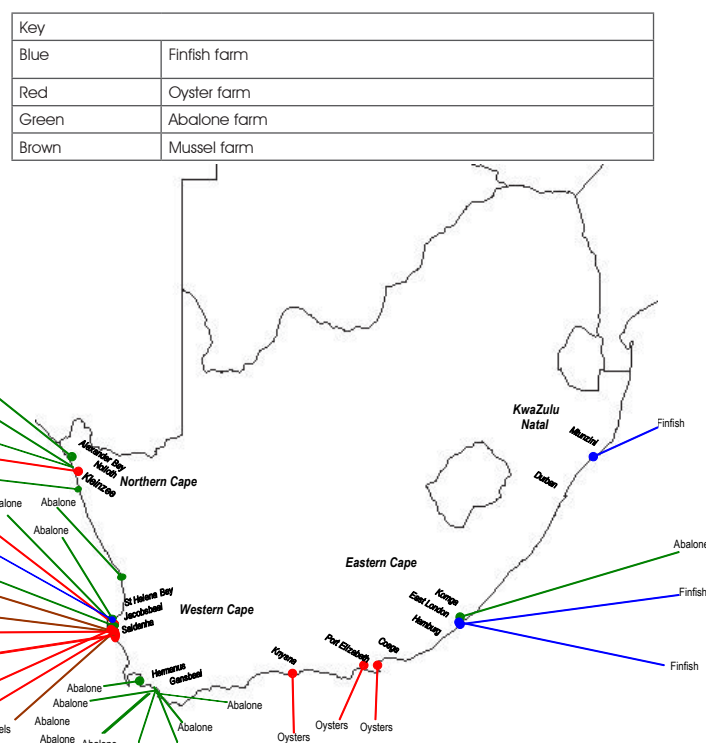 Key
Blue Finfish farm
Red Oyster farm
Green Abalone farm
Brown Mussel farm
KwaZulu
Natal
Mtunzini
Finfish
Alexander Bay
Nolloth
Kleinzee
Northern Cape
Durban
alone
Abalone
Abalone
Abalone
Eastern Cape
St Helena Bay
Jacobsbaai
Saldanha
Western Cape
Komga
East London
Hamburg
Finfish
Finfish
Port Elizabeth
Coega
Knysna
Hermanus
Gansbaai
Abalone
Abalone
Abalone
Abalone
Abalone
Abalone
Abalone
els
Oysters
Oysters
Oysters